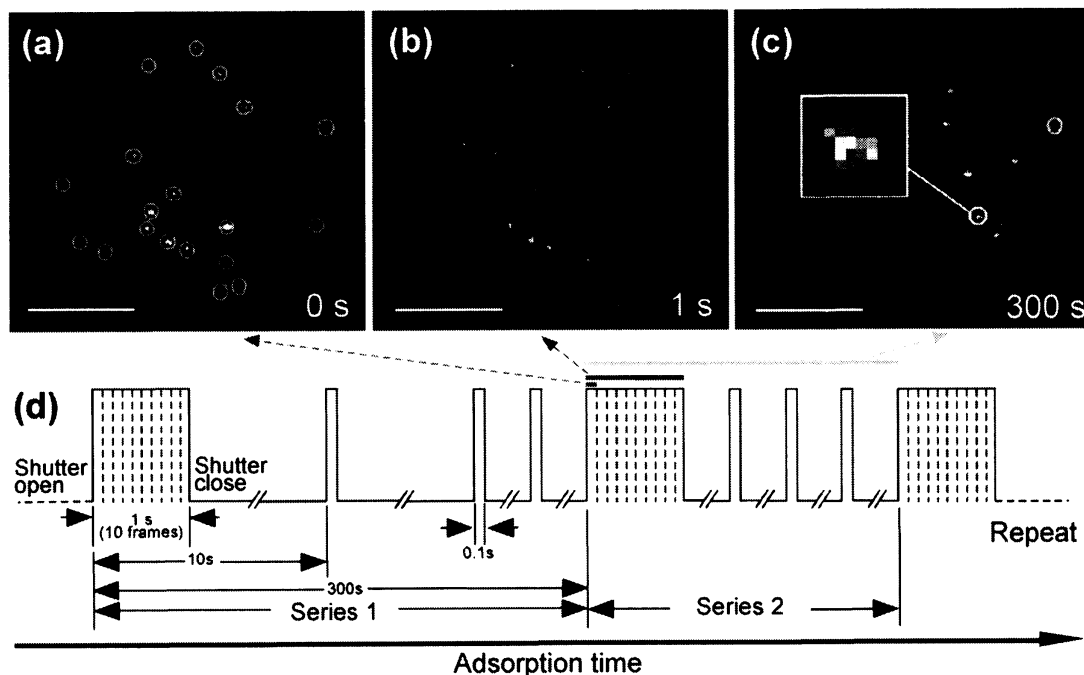 (a)
(b)
(c)
0 s
1 s
300 s
(d)
Shutter
open
Shutter
close
1 s
(10 frames)
0.1s
Repeat
10s
300s
Series 1
Series 2
Adsorption time